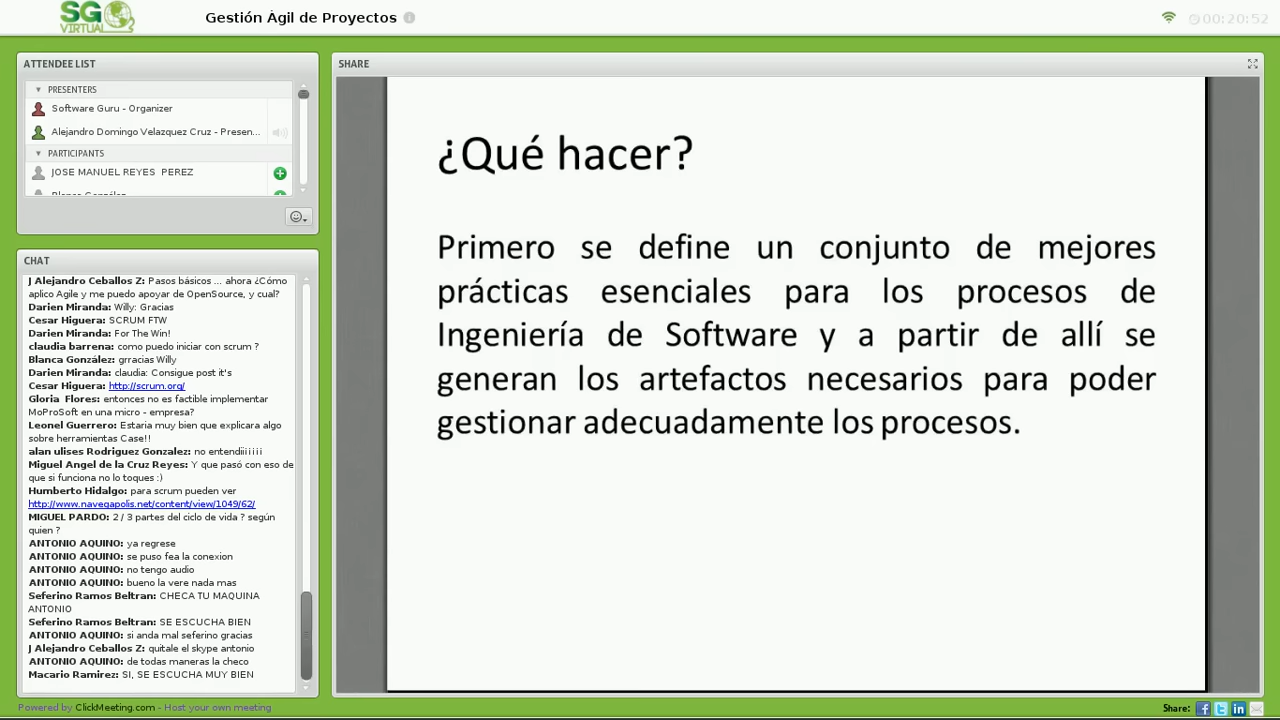 SG
VIRTUAL
Gestión Ágil de Proyectos
00:20:52
ATTENDEE LIST
PRESENTERS
Software Guru - Organizer
Alejandro Domingo Velazquez Cruz - Presen...
PARTICIPANTS
JOSE MANUEL REYES PEREZ
Blanca González
CHAT
J Alejandro Ceballos Z: Pasos básicos ... ahora ¿Cómo
aplico Agile y me puedo apoyar de OpenSource, y cual?
Darien Miranda: Willy: Gracias
Cesar Higuera: SCRUM FTW
Darien Miranda: For The Win!
claudia barrena: como puedo iniciar con scrum ?
Blanca González: grracias Willy
Darien Miranda: claudia: Consigue post it's
Cesar Higuera: http://scrum.org/
Gloria Flores: entonces no es factible implementar
MoProSoft en una micro - empresa?
Leonel Guerrero: Estaria muy bien que explicara algo
sobre herramientas Case!!
alan ulises Rodriguez Gonzalez: no entendiiiiii
Miguel Angel de la Cruz Reyes: Y que pasó con eso de
que si funciona no lo toques :)
Humberto Hidalgo: para scrum pueden ver
http://www.navegapolis.net/content/view/1049/62/
MIGUEL PARDO: 2 / 3 partes del ciclo de vida ? según
quien ?
ANTONIO AQUINO: ya regrese
ANTONIO AQUINO: se puso fea la conexion
ANTONIO AQUINO: no tengo audio
ANTONIO AQUINO: bueno la vere nada mas
Seferino Ramos Beltran: CHECA TU MAQUINA
ANTONIO
Seferino Ramos Beltran: SE ESCUCHA BIEN
ANTONIO AQUINO: si anda mal seferino gracias
J Alejandro Ceballos Z: quitale el skype antonio
ANTONIO AQUINO: de todas maneras la checo
Macario Ramirez: SI, SE ESCUCHA MUY BIEN
SHARE
¿Qué hacer?
Primero se define un conjunto de mejores
prácticas esenciales para los procesos de
Ingeniería de Software y a partir de allí se
generan los artefactos necesarios para poder
gestionar adecuadamente los procesos.
Powered by ClickMeeting.com - Host your own meeting
Share: